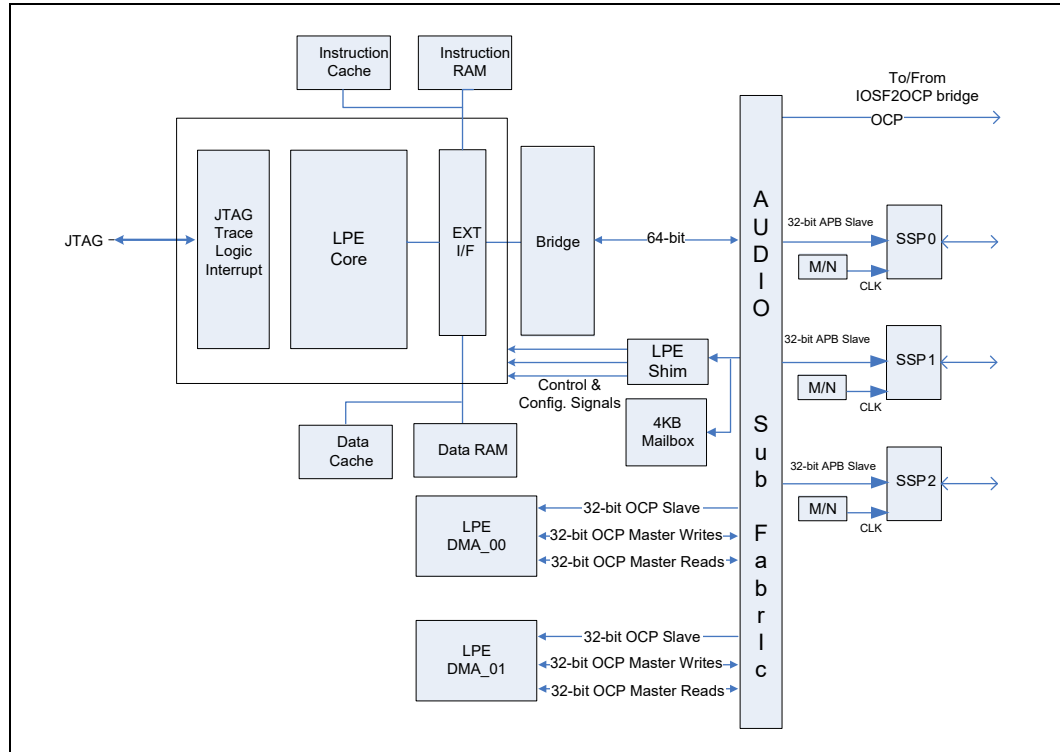 Instruction
Cache
Instruction
RAM
To/From
IOSF2OCP bridge
OCP
JTAG
JTAG
Trace
Logic
Interrupt
LPE
Core
EXT
I/F
Bridge
64-bit
A
U
D
I
O
S
u
b
F
a
b
r
I
c
32-bit APB Slave
SSP0
M/N
CLK
32-bit APB Slave
SSP1
M/N
CLK
LPE
Shim
Control &
Config. Signals
4KB
Mailbox
Data
Cache
Data RAM
32-bit APB Slave
SSP2
M/N
CLK
LPE
DMA_00
32-bit OCP Slave
32-bit OCP Master Writes
32-bit OCP Master Reads
LPE
DMA_01
32-bit OCP Slave
32-bit OCP Master Writes
32-bit OCP Master Reads